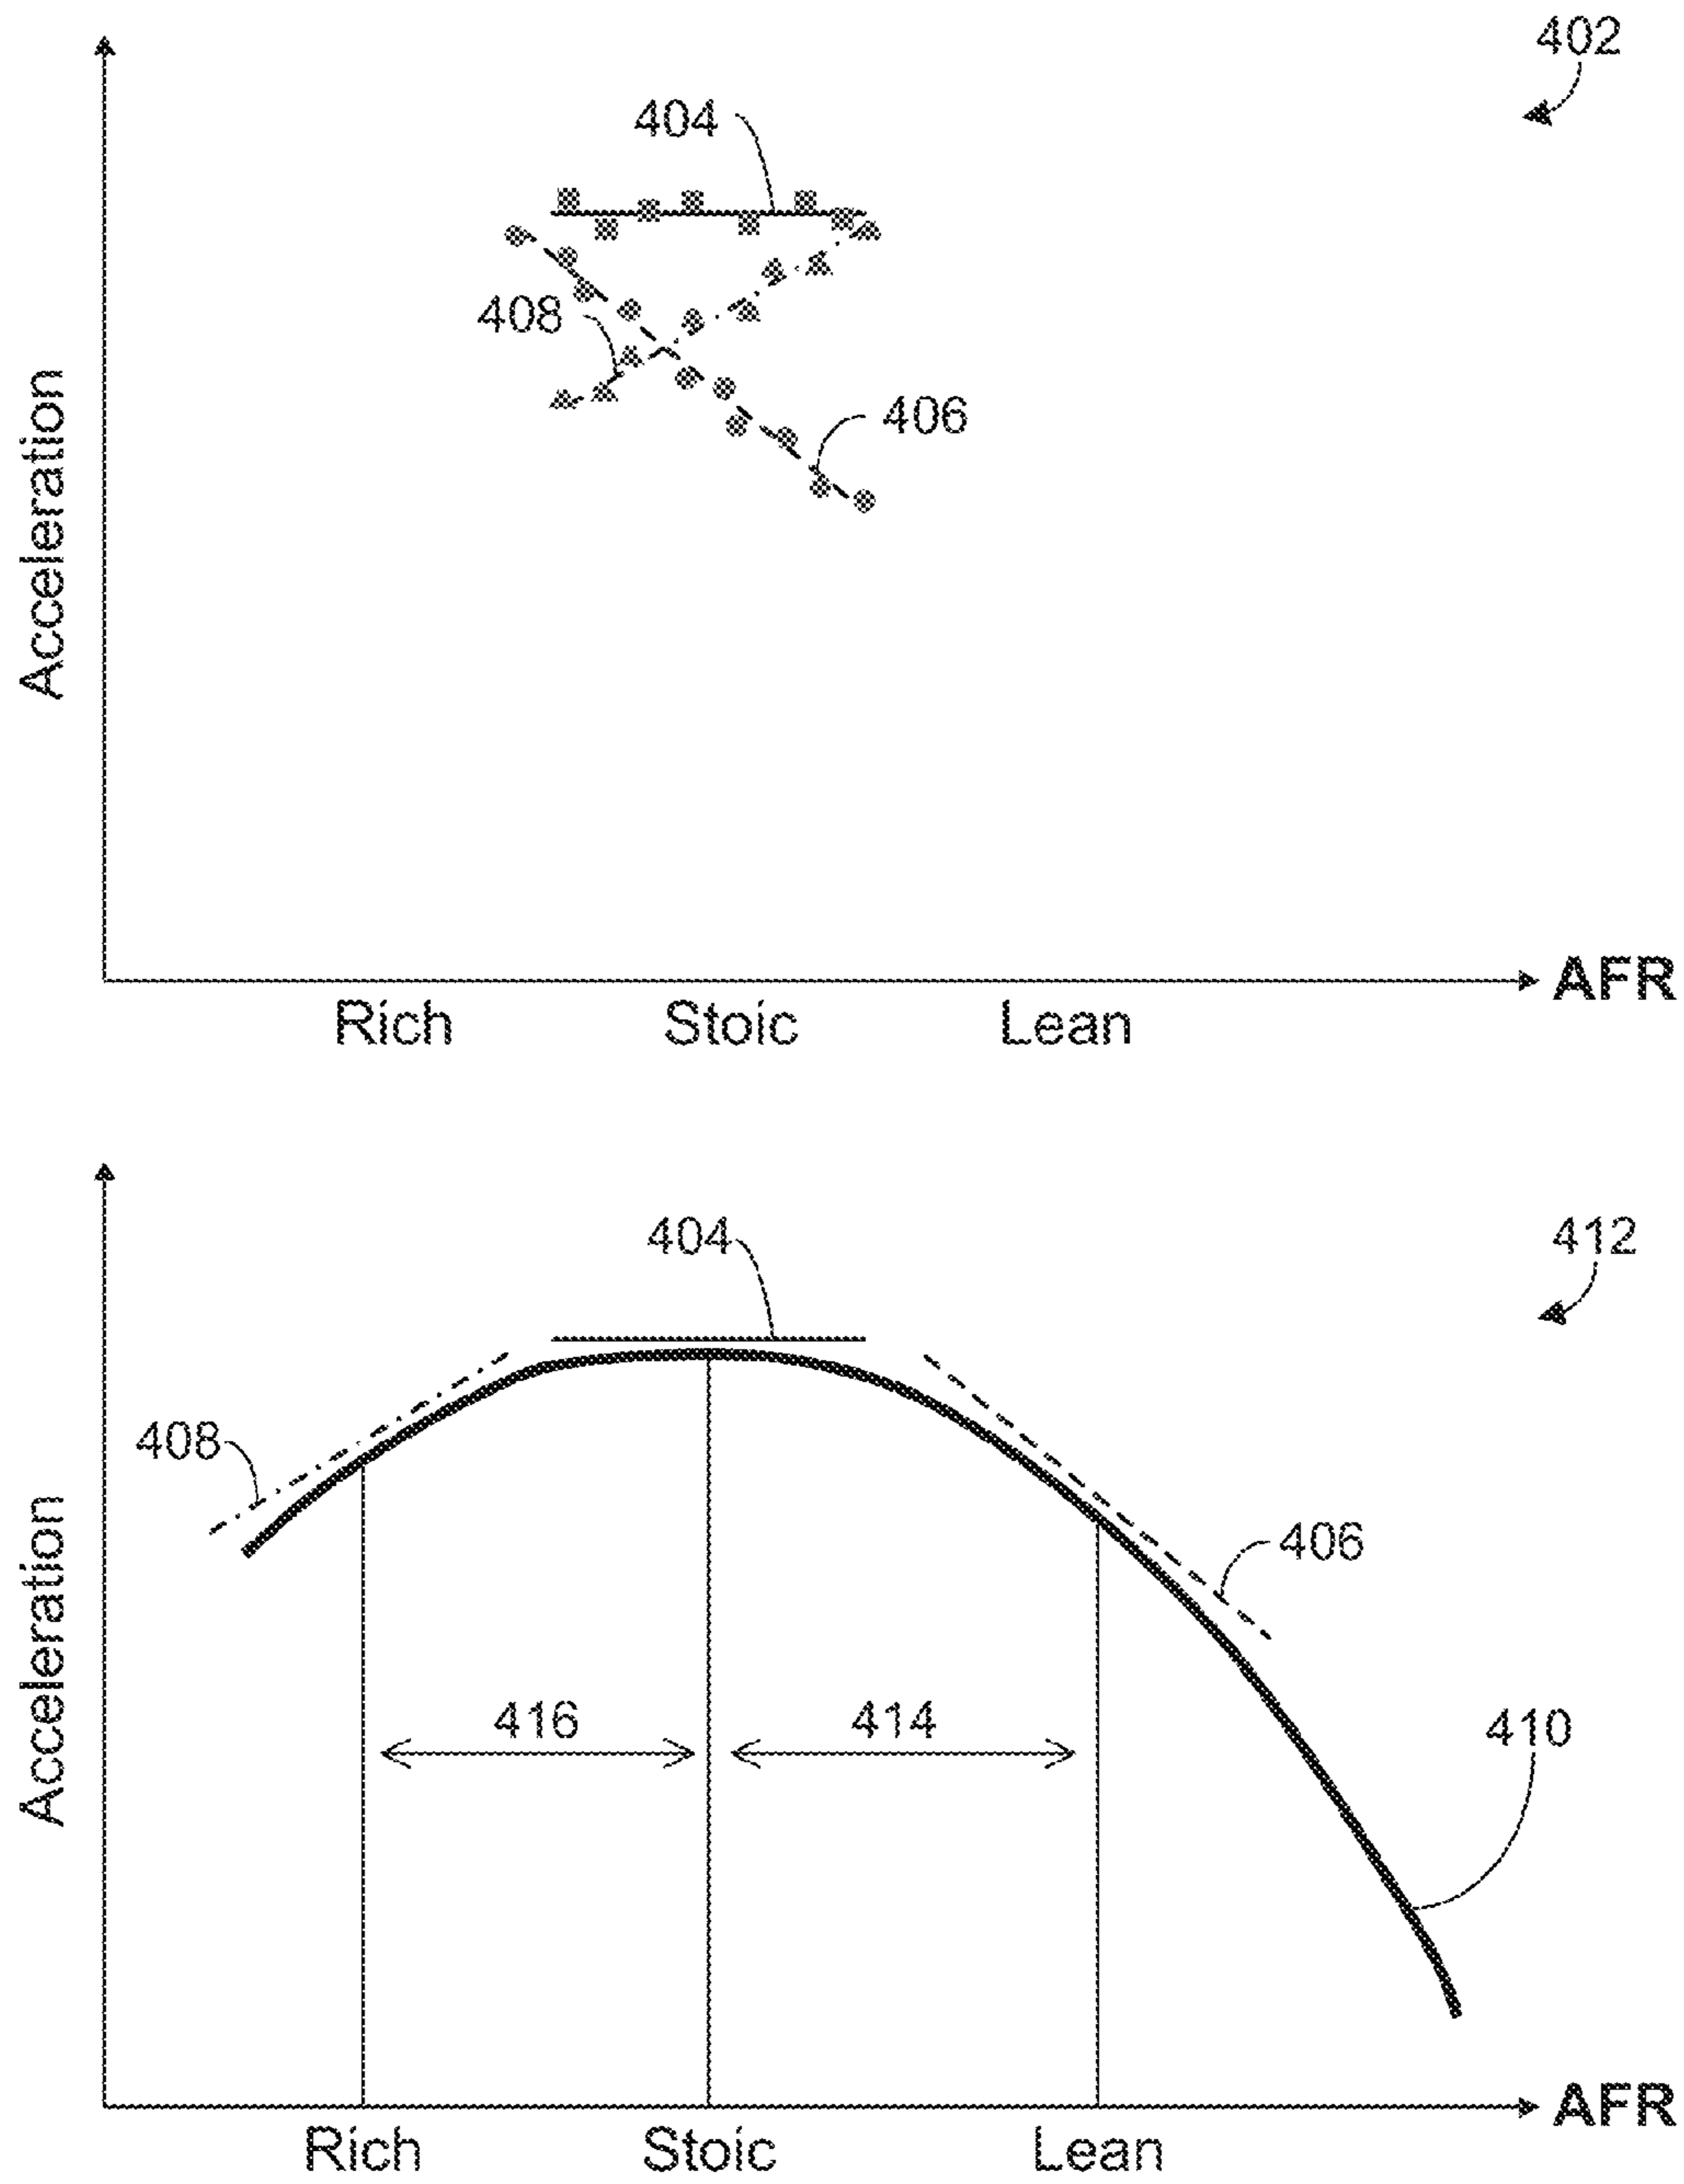 402
404
408
406
Acceleration
AFR
Rich Stoic Lean
404
412
408
406
416 414
410
Acceleration
AFR
Rich Stoic Lean